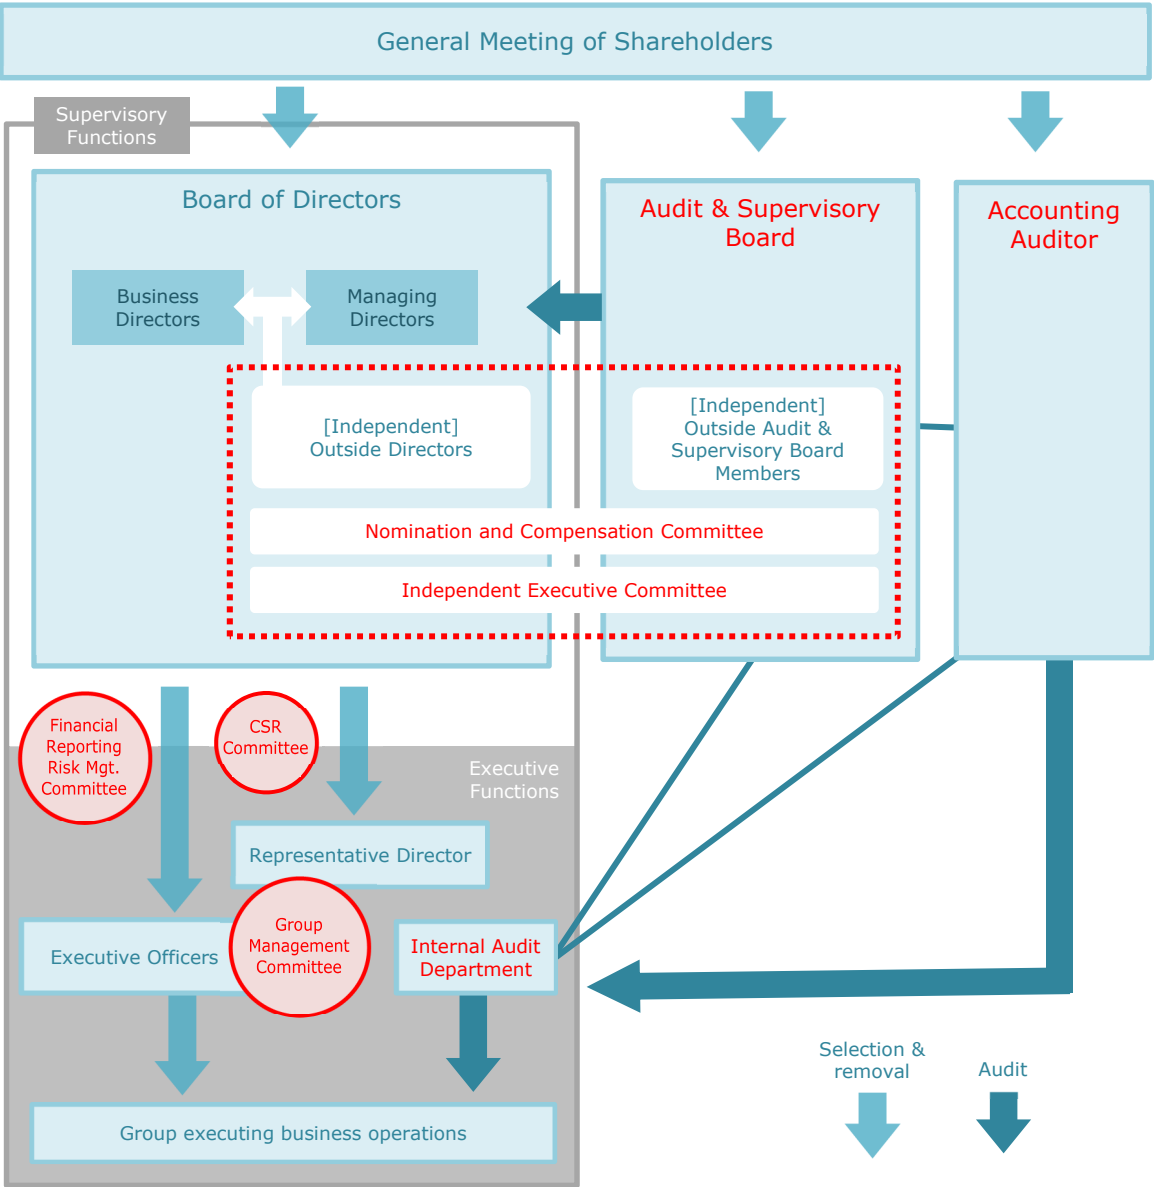 General Meeting of Shareholders
Supervisory
Functions
Board of Directors
Audit & Supervisory
Board
Accounting
Auditor
Business
Directors
Managing
Directors
[Independent]
Outside Directors
[Independent]
Outside Audit &
Supervisory Board
Members
Nomination and Compensation Committee
Independent Executive Committee
Financial
Reporting
Risk Mgt.
Committee
CSR
Committee
Executive
Functions
Representative Director
Executive Officers
Group
Management
Committee
Internal Audit
Department
Group executing business operations
Selection &
removal
Audit